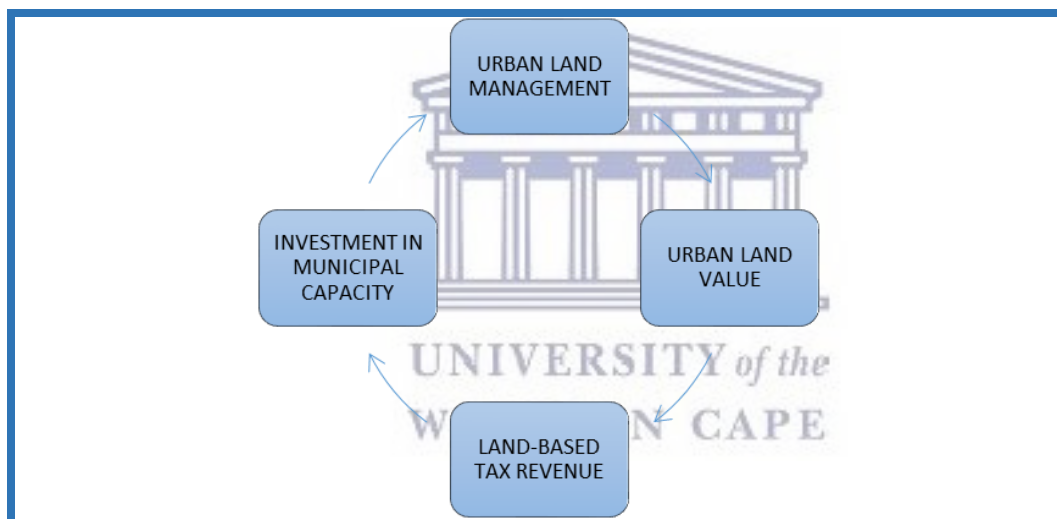 URBAN LAND
MANAGEMENT
INVESTMENT IN
MUNICIPAL
CAPACITY
URBAN LAND
VALUE
UNIVERSITY of the
CAPE
LAND-BASED
TAX REVENUE